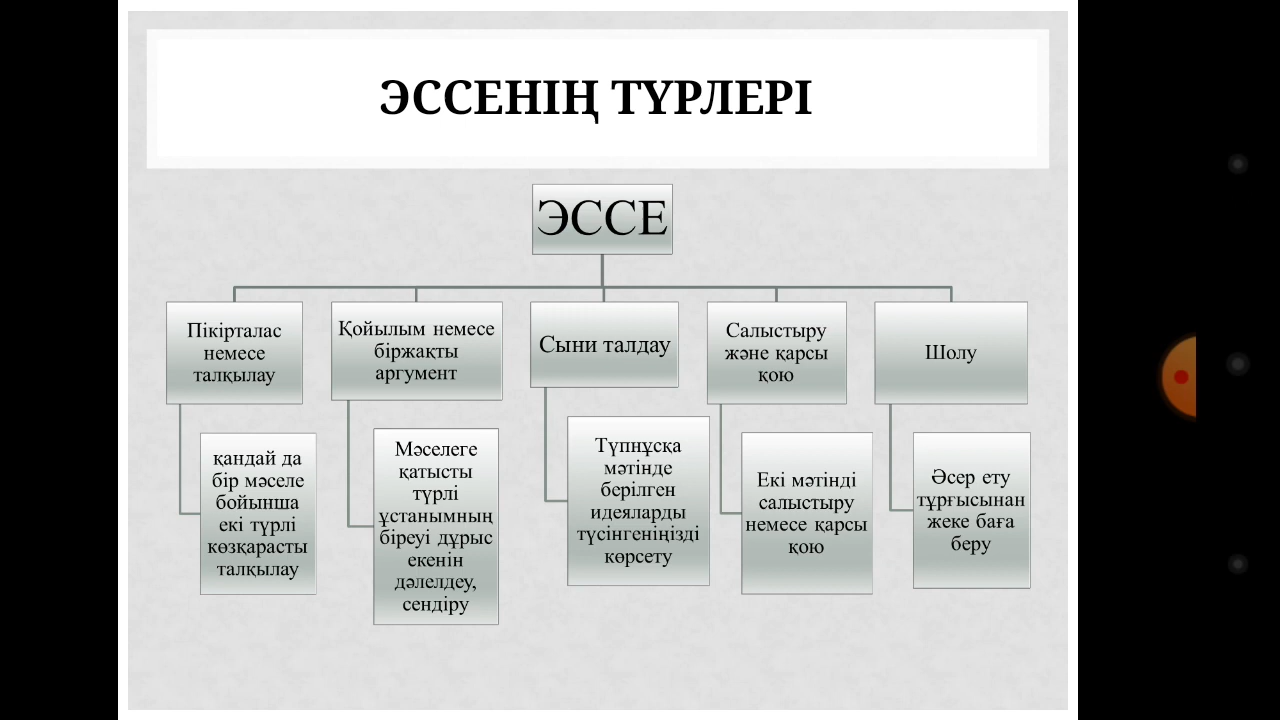 ЭССЕНІҢ ТҮРЛЕРІ
ЭССЕ
Пікірталас
немесе
талқылау
қандай да
бір мәселе
бойынша
екі түрлі
көзқарасты
талқылау
Қойылым немесе
біржақты
аргумент
Мәселеге
қатысты
түрлі
ұстанымның
біреуі дұрыс
екенін
дәлелдеу,
сендіру
Сыни талдау
Түпнұсқа
мәтінде
берілген
идеяларды
түсінгеніңізді
көрсету
Салыстыру
және қарсы
қою
Екі мәтінді
салыстыру
немесе қарсы
қою
Шолу
Әсер ету
тұрғысынан
жеке баға
беру